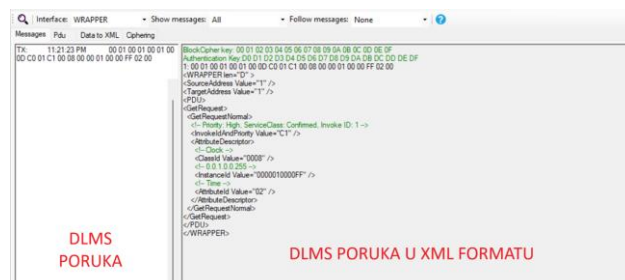 Interface: WRAPPER Show messages: All Follow messages: None
Messages Pdu Data to XML Ciphering
TX: 11:21:23 PM 00 01 00 01 00 01 00
0D C0 01 C1 00 08 00 00 01 00 00 FF 02 00
BlockCipher key: 00 01 02 03 04 05 06 07 08 09 0A 0B 0C 0D 0E 0F
Authentication Key:D0 D1 D2 D3 D4 D5 D6 D7 D8 D9 DA DB DC DD DE DF
1: 00 01 00 01 00 01 00 0D C0 01 C1 00 08 00 00 01 00 00 FF 02 00
<WRAPPER len="D" >
<SourceAddress Value="1" />
<TargetAddress Value="1" />
<PDU>
<GetRequest>
<GetRequestNormal>
<!-- Priority: High, ServiceClass: Confirmed, Invoke ID: 1 -->
<InvokeIdAndPriority Value="C1" />
<AttributeDescriptor>
<!-- Clock -->
<ClassId Value="0008" />
<!-- 0.0.1.0.0.255 -->
<InstanceId Value="0000010000FF" />
<!-- Time -->
<AttributeId Value="02" />
</AttributeDescriptor>
</GetRequestNormal>
</GetRequest>
</PDU>
</WRAPPER>
DLMS
PORUKA
DLMS PORUKA U XML FORMATU